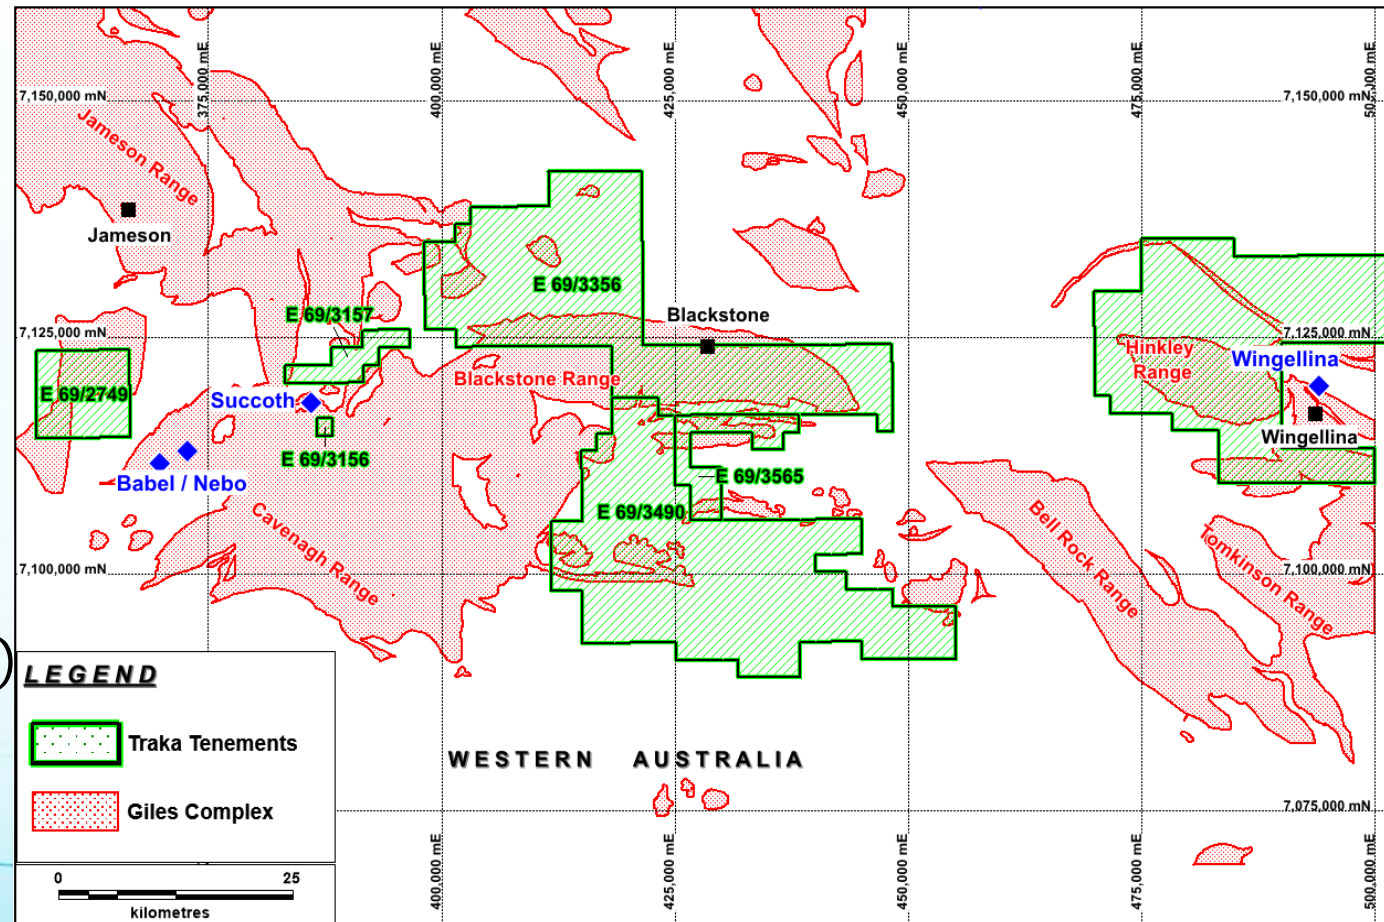 375,000 mE
400,000 mE
425,000 mE
450,000 mE
475,000 mE
7,150,000 mN
7,150,000 mN
Jameson Range
Jameson
E 69/3356
E 69/3157
Blackstone
7,125,000 mN
7,125,000 mN
Hinkley
Range
Wingellina
E 69/2749
Blackstone Range
Succoth
Wingellina
E 69/3156
Babel / Nebo
E 69/3565
E 69/3490
Cavenagh Range
Bell Rock Range
Tomkinson Range
7,100,000 mN
7,100,000 mN
LEGEND
Traka Tenements
Giles Complex
WESTERN AUSTRALIA
7,075,000 mN
0 25
kilometres
400,000 mE
425,000 mE
450,000 mE
475,000 mE
500,000 mE